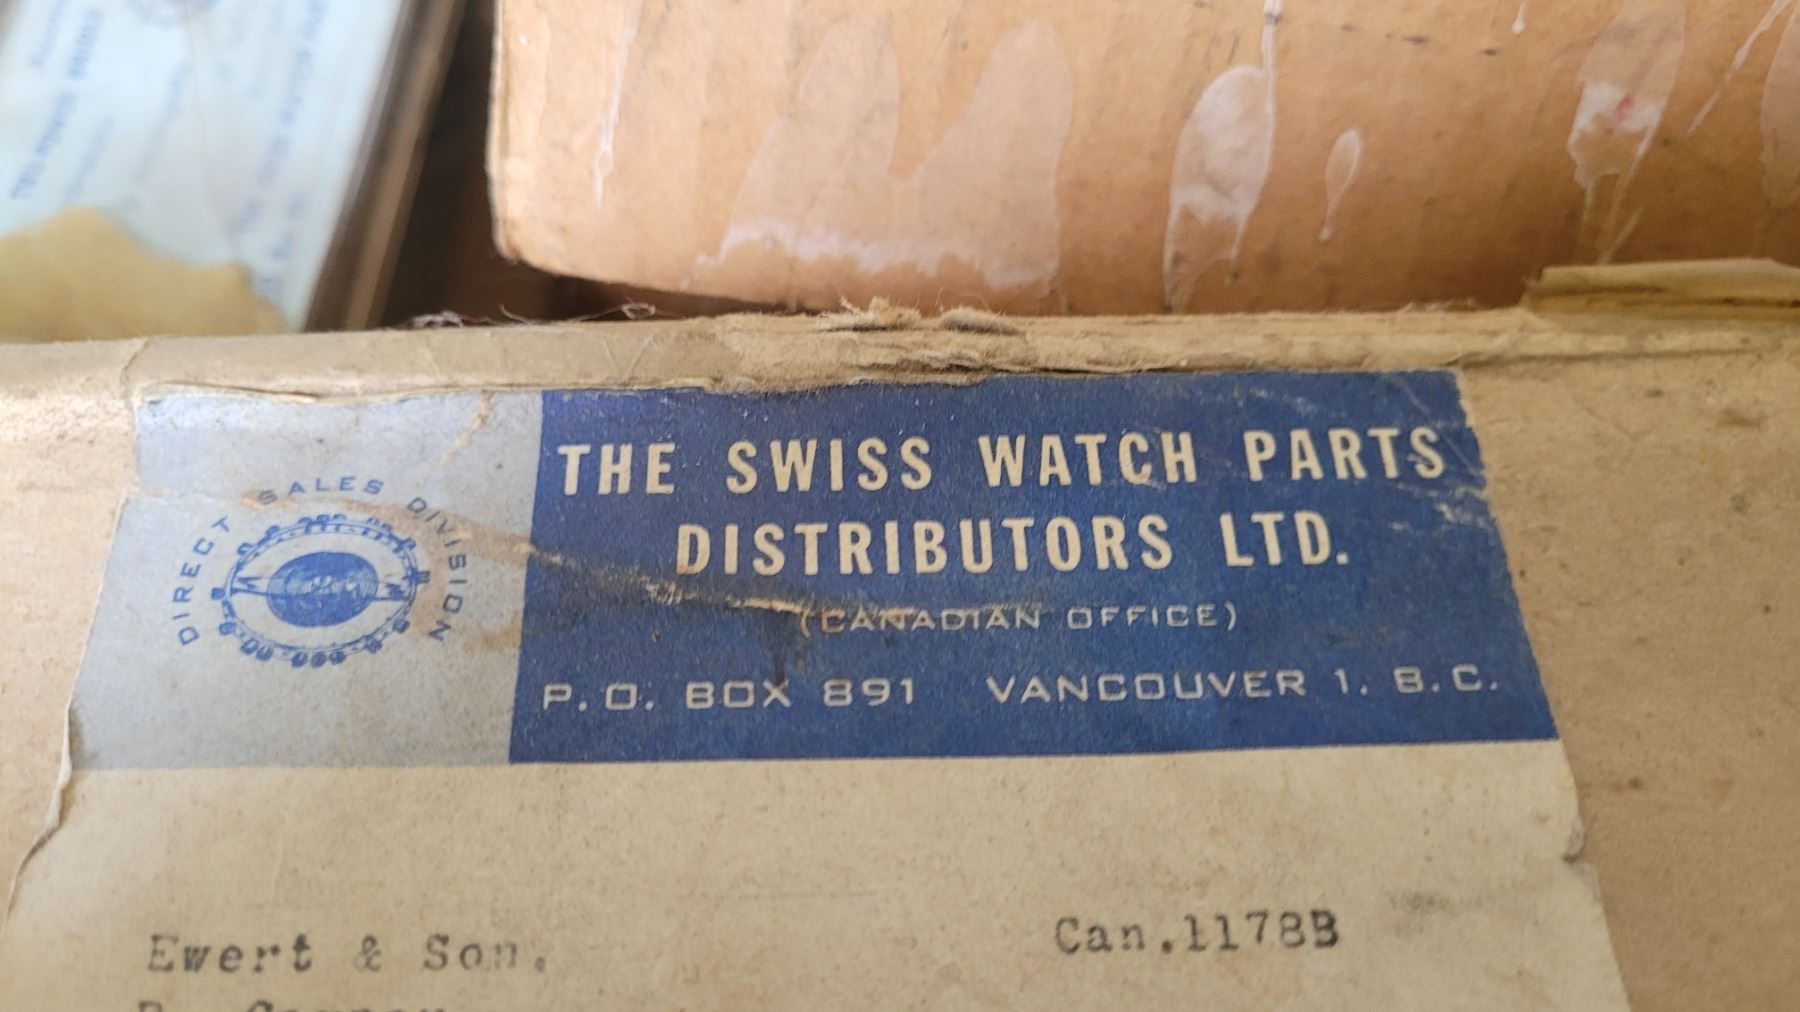 DIRECT SALES DIVISION
THE SWISS WATCH PARTS
DISTRIBUTORS LTD.
(CANADIAN OFFICE)
P.O. BOX 891 VANCOUVER 1. B.C.
Ewert & Son. Can.1178B